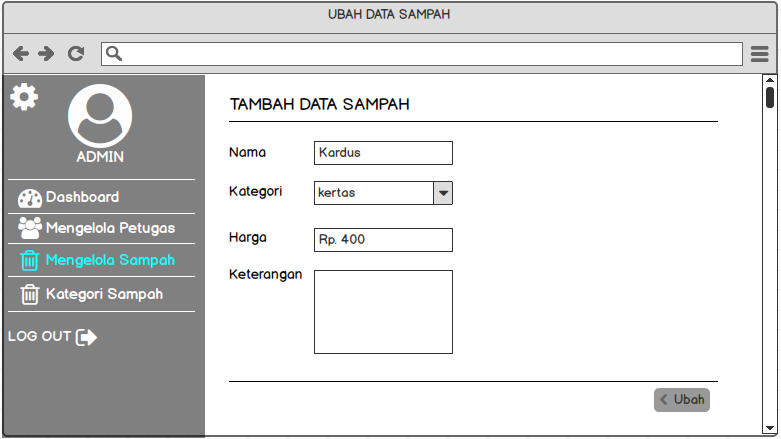 UBAH DATA SAMPAH
ADMIN
Dashboard
Mengelola Petugas
Mengelola Sampah
Kategori Sampah
LOG OUT
TAMBAH DATA SAMPAH
Nama Kardus
Kategori kertas
Harga Rp. 400
Keterangan
Ubah